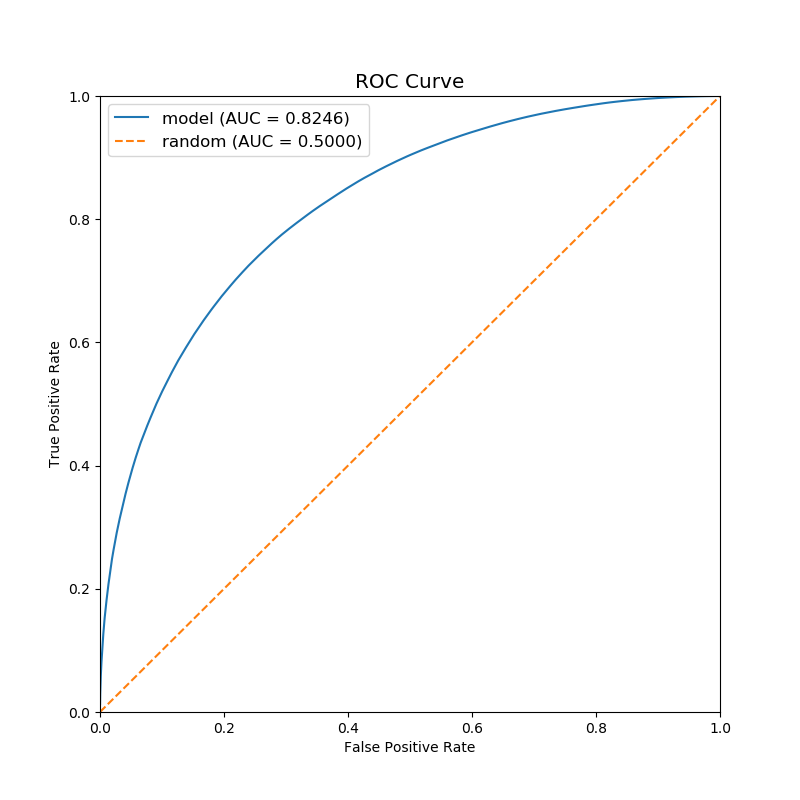 ROC Curve
model (AUC = 0.8246)
random (AUC = 0.5000)
True Positive Rate
1.0
0.8
0.6
0.4
0.2
0.0
0.0 0.2 0.4 0.6 0.8 1.0
False Positive Rate